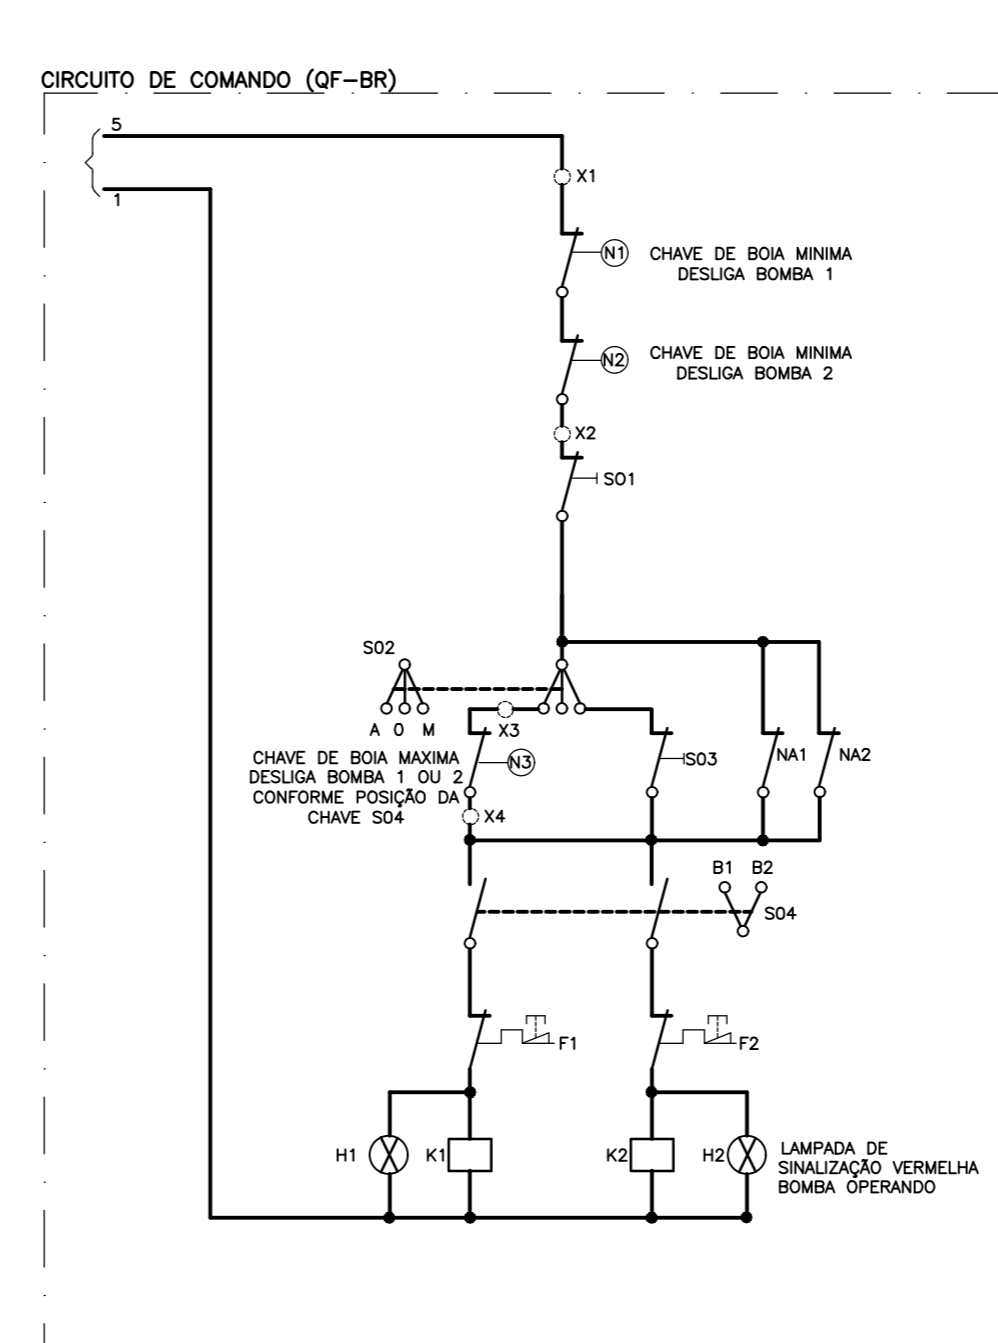 CIRCUITO DE COMANDO (QF-BR)
5
1
X1
N1
CHAVE DE BOIA MINIMA
DESLIGA BOMBA 1
N2
CHAVE DE BOIA MINIMA
DESLIGA BOMBA 2
X2
S01
S02
A O M
X3
CHAVE DE BOIA MAXIMA
DESLIGA BOMBA 1 OU 2
CONFORME POSIÇÃO DA
CHAVE S04
N3
S03
NA1
NA2
X4
B1 B2
S04
F1
F2
H1
K1
K2
H2
LAMPADA DE
SINALIZAÇÃO VERMELHA
BOMBA OPERANDO